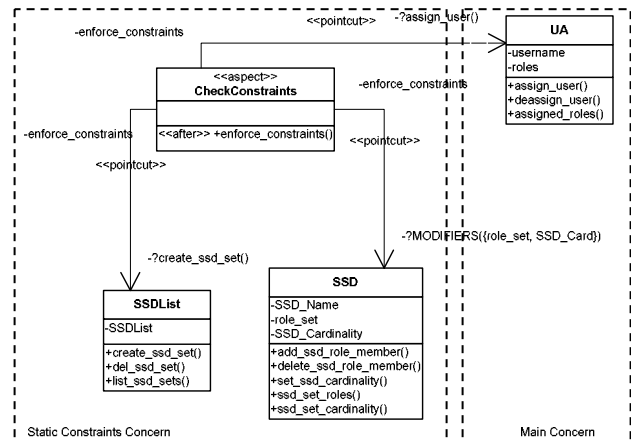 <<pointcut>>
-?assign_user()
-enforce_constraints
UA
-username
-roles
+assign_user()
+deassign_user()
+assigned_roles()
<<aspect>>
CheckConstraints
<<after>> +enforce_constraints()
-enforce_constraints
-enforce_constraints
<<pointcut>>
<<pointcut>>
-?create_ssd_set()
-?MODIFIERS({role_set, SSD_Card})
SSDList
-SSDList
+create_ssd_set()
+del_ssd_set()
+list_ssd_sets()
SSD
-SSD_Name
-role_set
-SSD_Cardinality
+add_ssd_role_member()
+delete_ssd_role_member()
+set_ssd_cardinality()
+ssd_set_roles()
+ssd_set_cardinality()
Static Constraints Concern
Main Concern